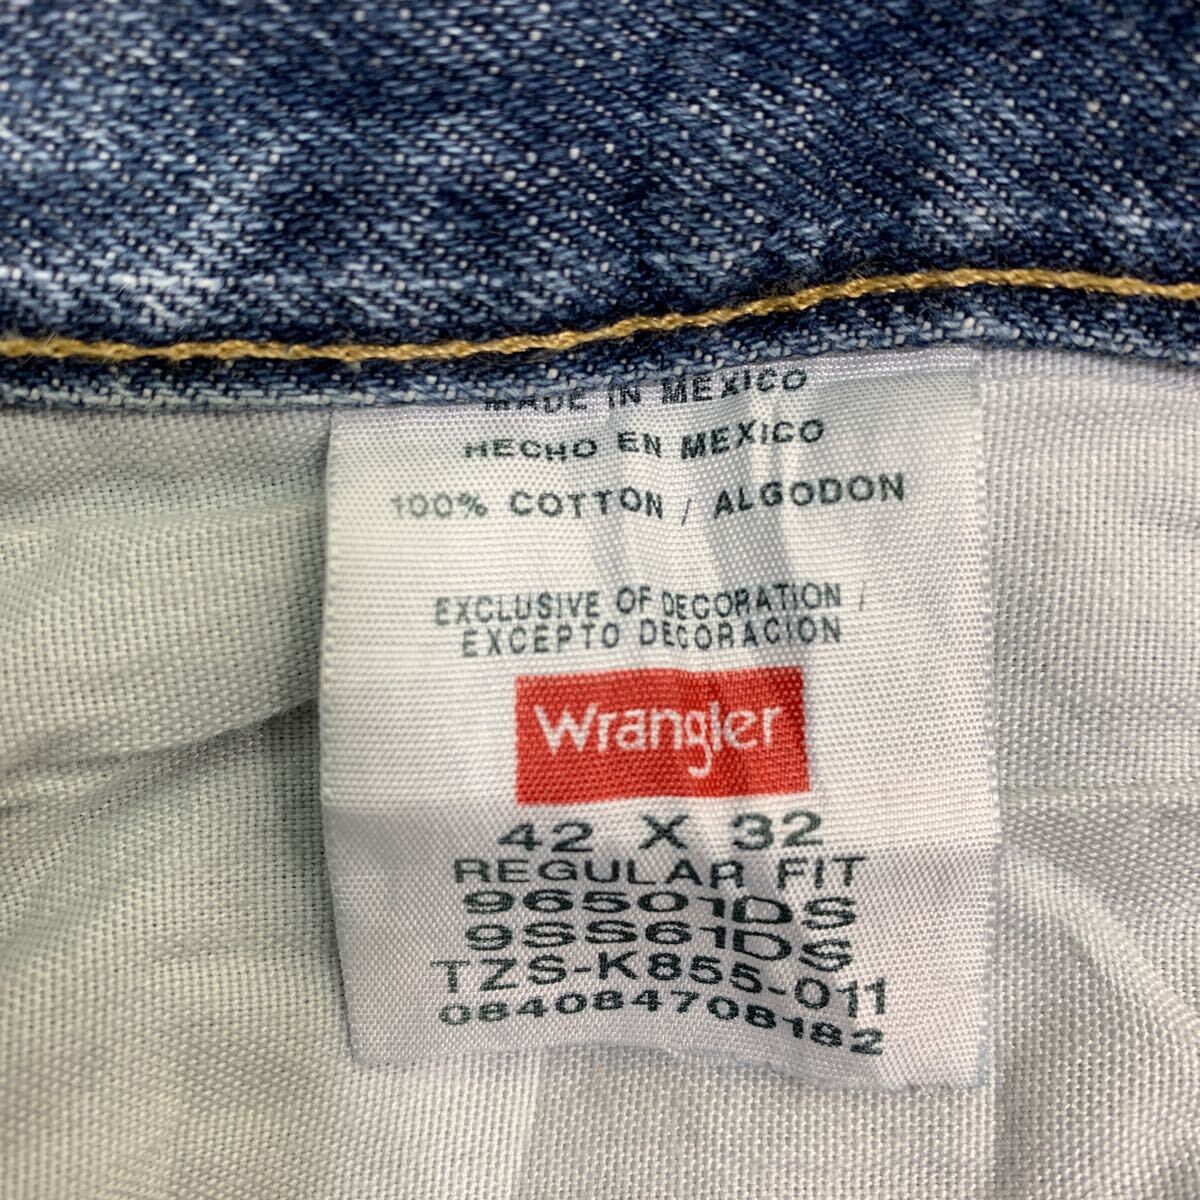 MADE IN MEXICO
HECHO EN MEXICO
100% COTTON / ALGODON
EXCLUSIVE OF DECORATION /
EXCEPTO DECORACION
Wrangler
42 X 32
REGULAR FIT
96501DS
9SS61DS
TZS-K855-011
084084708182